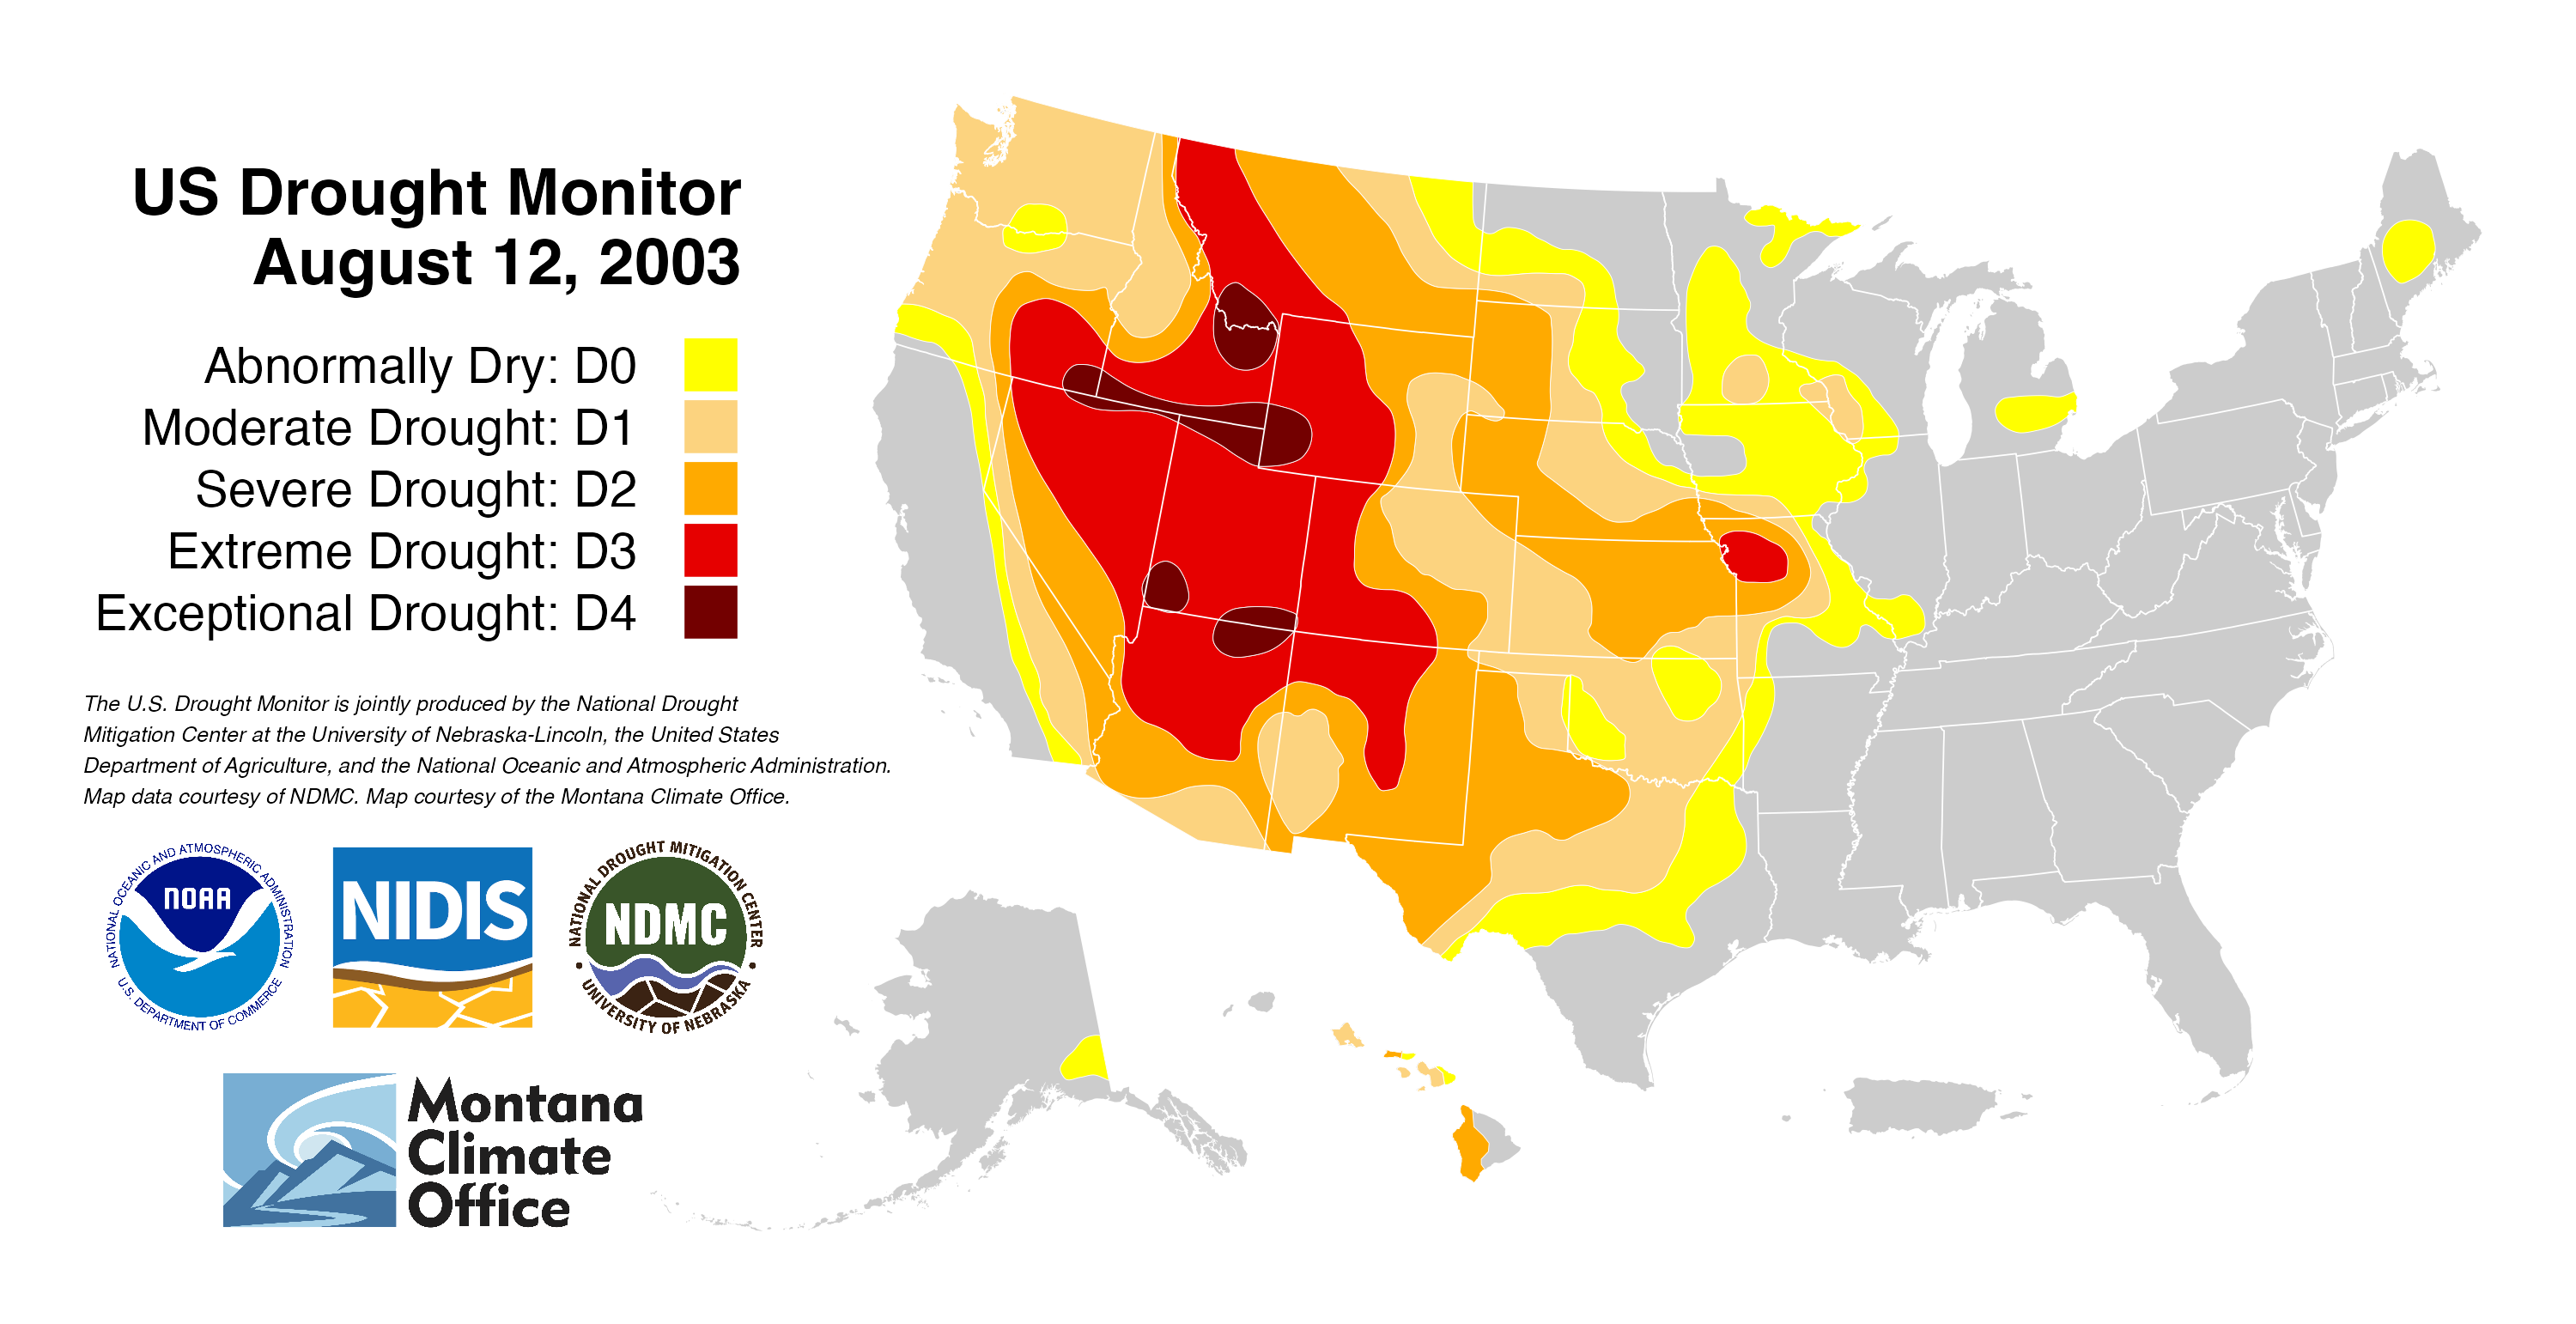 US Drought Monitor
August 12, 2003
Abnormally Dry: D0
Moderate Drought: D1
Severe Drought: D2
Extreme Drought: D3
Exceptional Drought: D4
The U.S. Drought Monitor is jointly produced by the National Drought
Mitigation Center at the University of Nebraska-Lincoln, the United States
Department of Agriculture, and the National Oceanic and Atmospheric Administration.
Map data courtesy of NDMC. Map courtesy of the Montana Climate Office.
NATIONAL OCEANIC AND ATMOSPHERIC ADMINISTRATION
NOAA
U.S. DEPARTMENT OF COMMERCE
NIDIS
NATIONAL DROUGHT MITIGATION CENTER
NDMC
UNIVERSITY OF NEBRASKA
Montana
Climate
Office